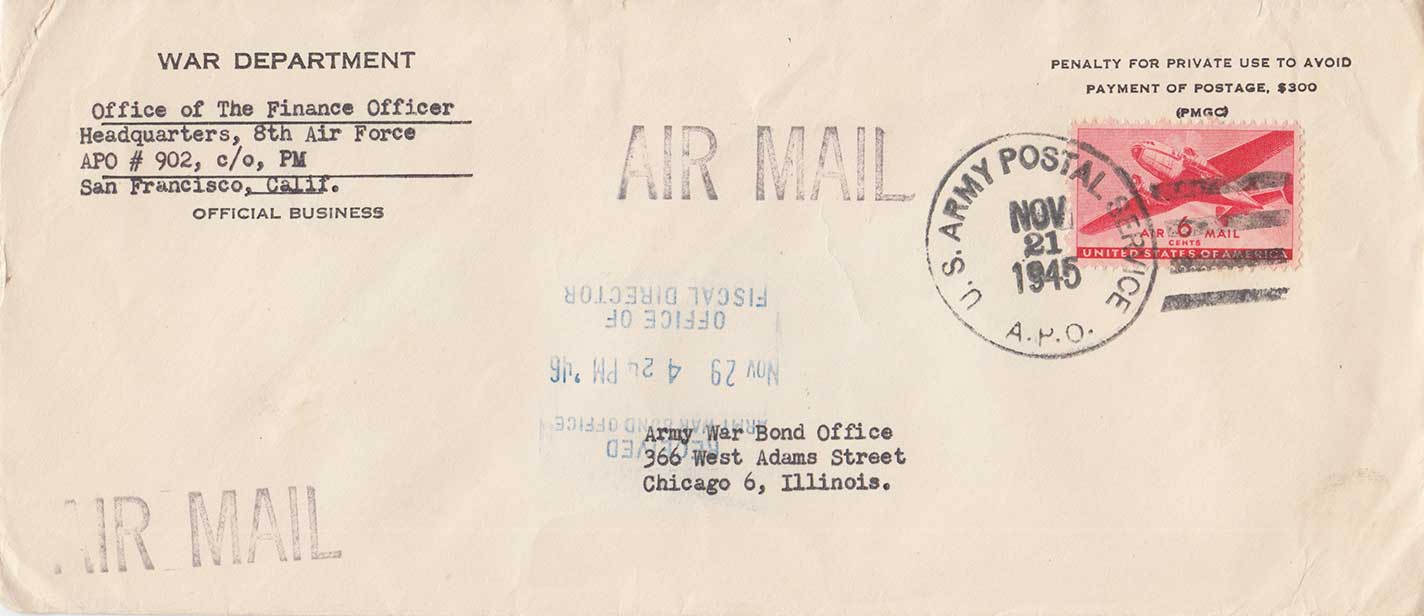 WAR DEPARTMENT
Office of The Finance Officer
Headquarters, 8th Air Force
APO # 902, c/o, PM
San Francisco, Calif.
OFFICIAL BUSINESS
PENALTY FOR PRIVATE USE TO AVOID
PAYMENT OF POSTAGE, $300
(PMGC)
AIR MAIL
U.S. ARMY POSTAL SERVICE
NOV
21
1945
A.P.O.
AIR 6 MAIL
CENTS
UNITED STATES OF AMERICA
RECEIVED
ARMY WAR BOND OFFICE
NOV 29 4 24 PM
OFFICE OF
FISCAL DIRECTOR
Army War Bond Office
366 West Adams Street
Chicago 6, Illinois.
AIR MAIL